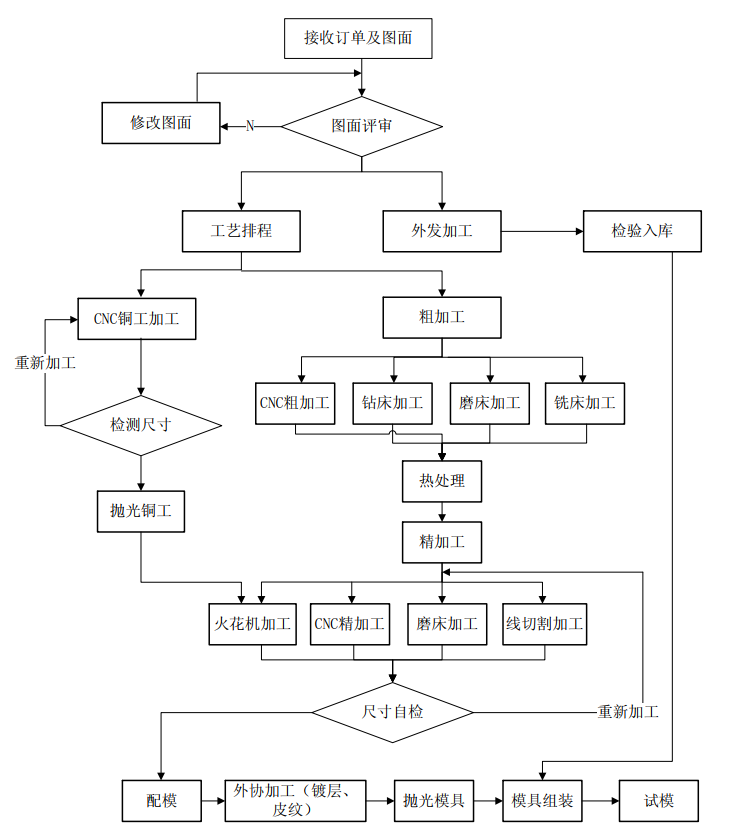 接收订单及图面
修改图面
N
图面评审
工艺排程
外发加工
检验入库
CNC铜工加工
粗加工
重新加工
CNC粗加工
钻床加工
磨床加工
铣床加工
检测尺寸
热处理
抛光铜工
精加工
火花机加工
CNC精加工
磨床加工
线切割加工
尺寸自检
重新加工
配模
外协加工（镀层、
皮纹）
抛光模具
模具组装
试模